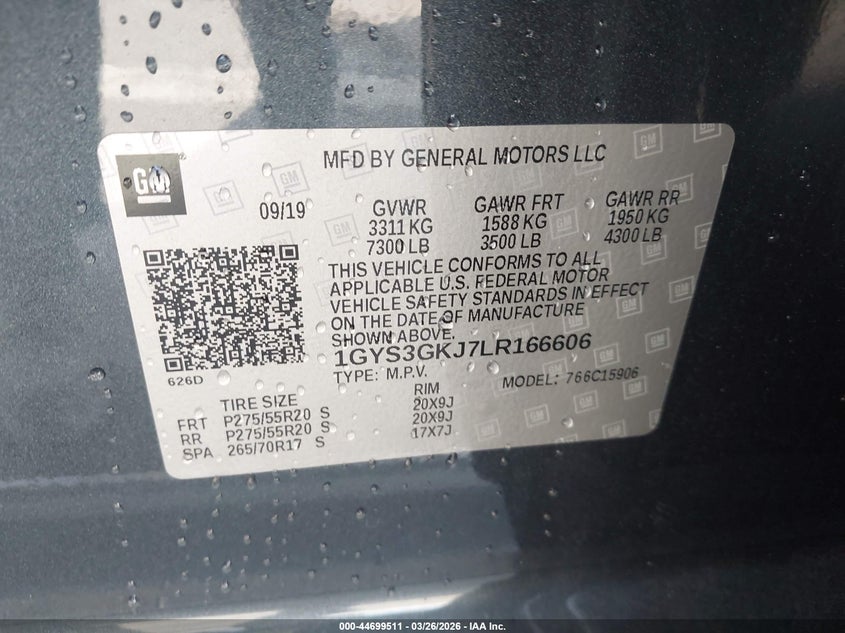 GM
MFD BY GENERAL MOTORS LLC
09/19
GVWR
3311 KG
7300 LB
GAWR FRT
1588 KG
3500 LB
GAWR RR
1950 KG
4300 LB
THIS VEHICLE CONFORMS TO ALL
APPLICABLE U.S. FEDERAL MOTOR
VEHICLE SAFETY STANDARDS IN EFFECT
ON THE DATE OF MANUFACTURE
SHOWN ABOVE.
1GYS3GKJ7LR166606
626D
TYPE: M.P.V.
MODEL: 766C15906
TIRE SIZE RIM
FRT P275/55R20 S 20X9J
RR P275/55R20 S 20X9J
SPA 265/70R17 S 17X7J
000-44699511 | 03/26/2026 | IAA Inc.